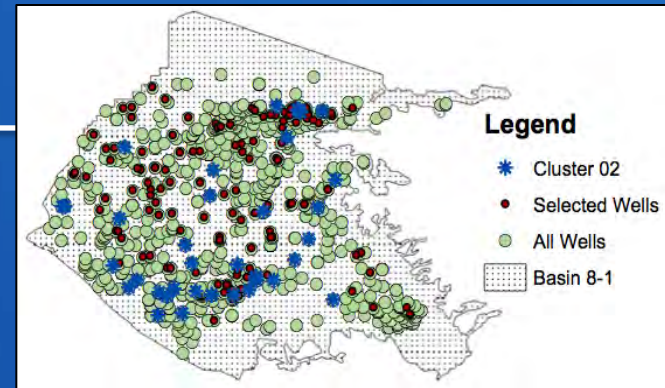 Legend
Cluster 02
Selected Wells
All Wells
Basin 8-1